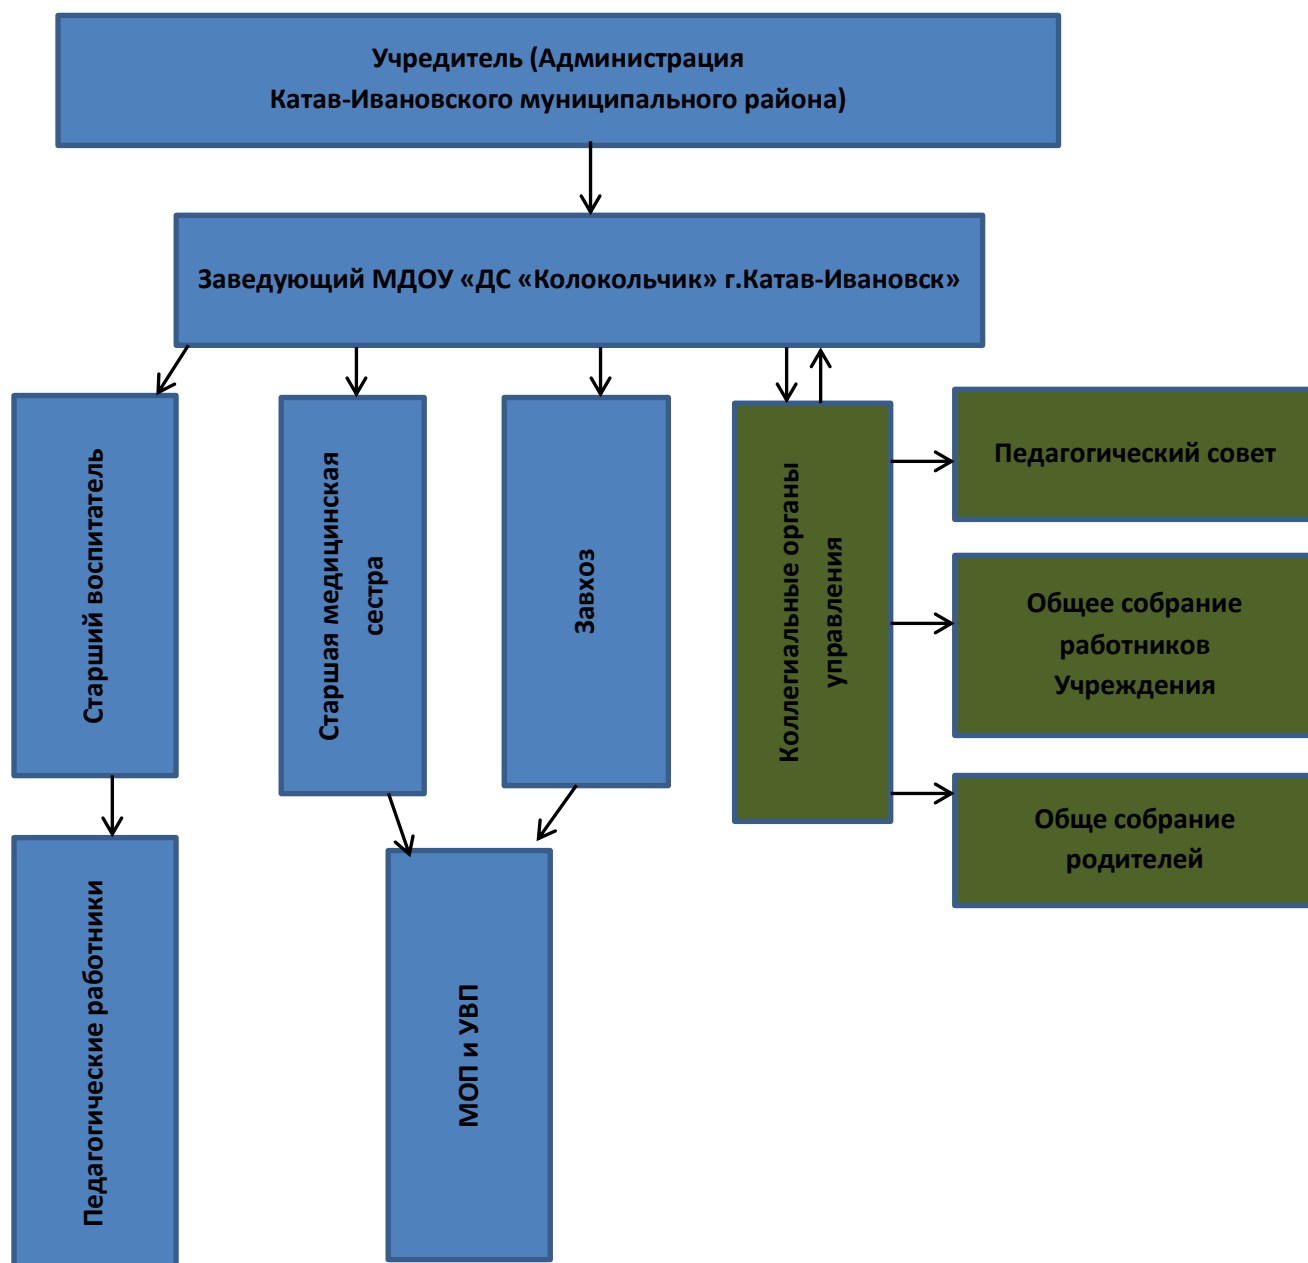 Учредитель (Администрация
Катав-Ивановского муниципального района)
Заведующий МДОУ «ДС «Колокольчик» г.Катав-Ивановск»
Старший воспитатель
Старшая медицинская
сестра
Завхоз
Коллегиальные органы
управления
Педагогический совет
Общее собрание
работников
Учреждения
Обще собрание
родителей
Педагогические работники
МОП и УВП